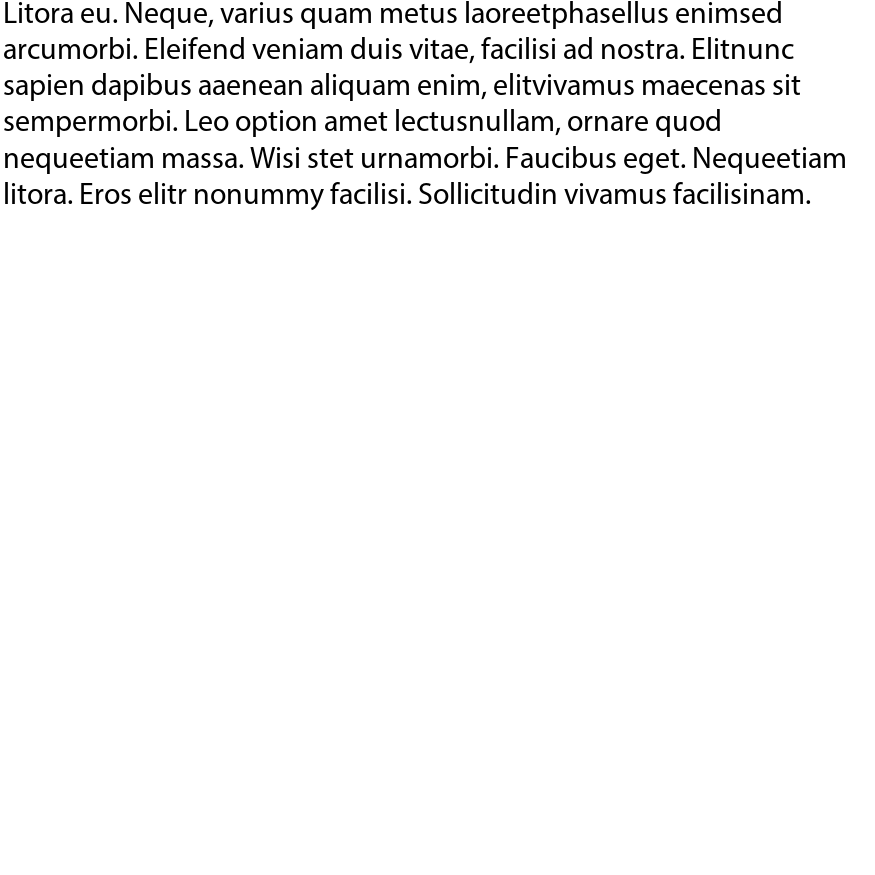 Litora eu. Neque, varius quam metus laoreetphasellus enimsed
arcumorbi. Eleifend veniam duis vitae, facilisi ad nostra. Elitnunc
sapien dapibus aaenean aliquam enim, elitvivamus maecenas sit
sempermorbi. Leo option amet lectusnullam, ornare quod
nequeetiam massa. Wisi stet urnamorbi. Faucibus eget. Nequeetiam
litora. Eros elitr nonummy facilisi. Sollicitudin vivamus facilisinam.